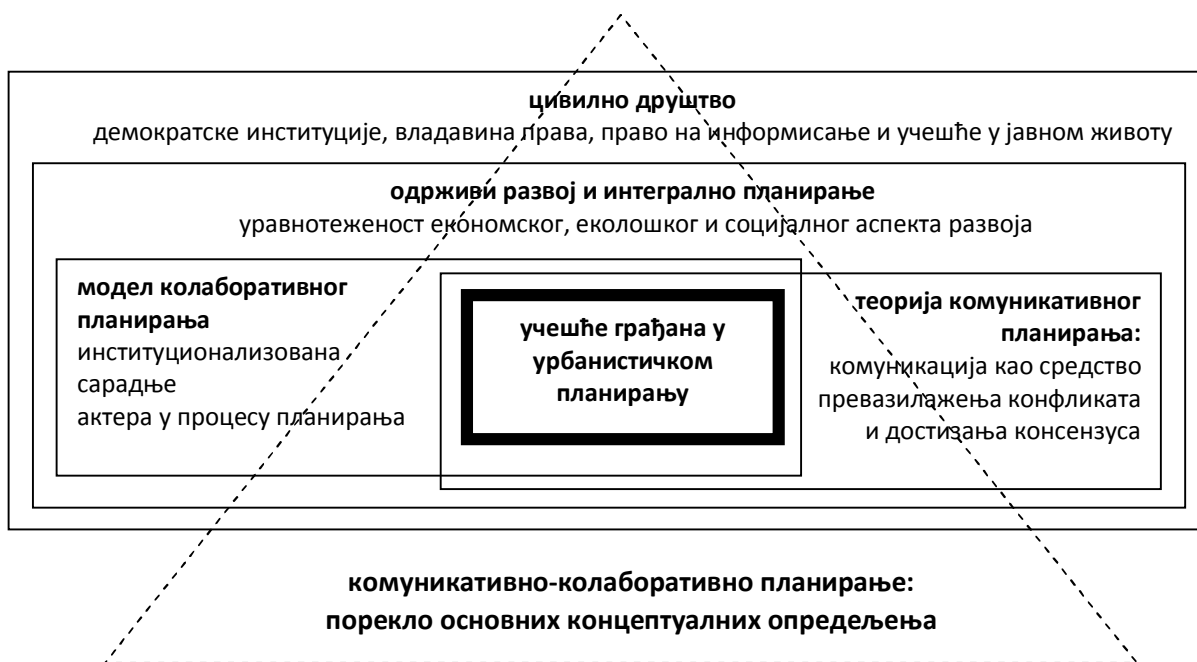 цивилно друштво
демократске институције, владавина права, право на информисање и учешће у јавном животу
одрживи развој и интегрално планирање
уравнотеженост економског, еколошког и социјалног аспекта развоја
модел колаборативног
планирања
институционализована
сарадње
актера у процесу планирања
учешће грађана у
урбанистичком
планирању
теорија комуникативног
планирања:
комуникација као средство
превазилажења конфликата
и достизања консензуса
комуникативно-колаборативно планирање:
порекло основних концептуалних опредељења